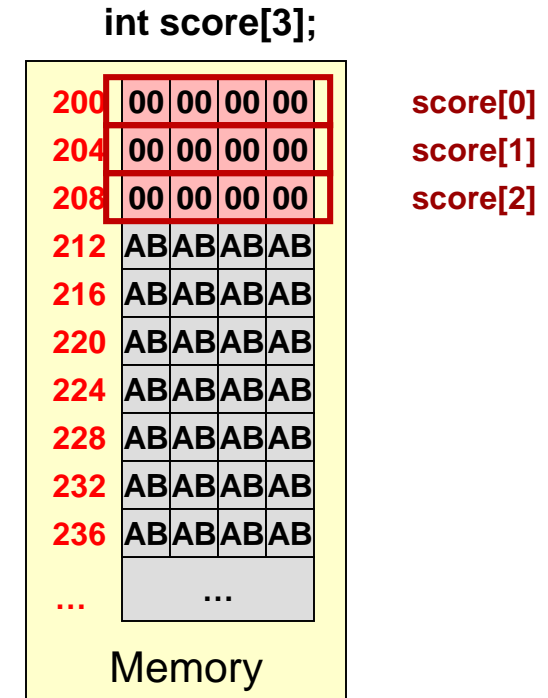 int score[3];
200 00 00 00 00 score[0]
204 00 00 00 00 score[1]
208 00 00 00 00 score[2]
212 AB AB AB AB
216 AB AB AB AB
220 AB AB AB AB
224 AB AB AB AB
228 AB AB AB AB
232 AB AB AB AB
236 AB AB AB AB
… …
Memory